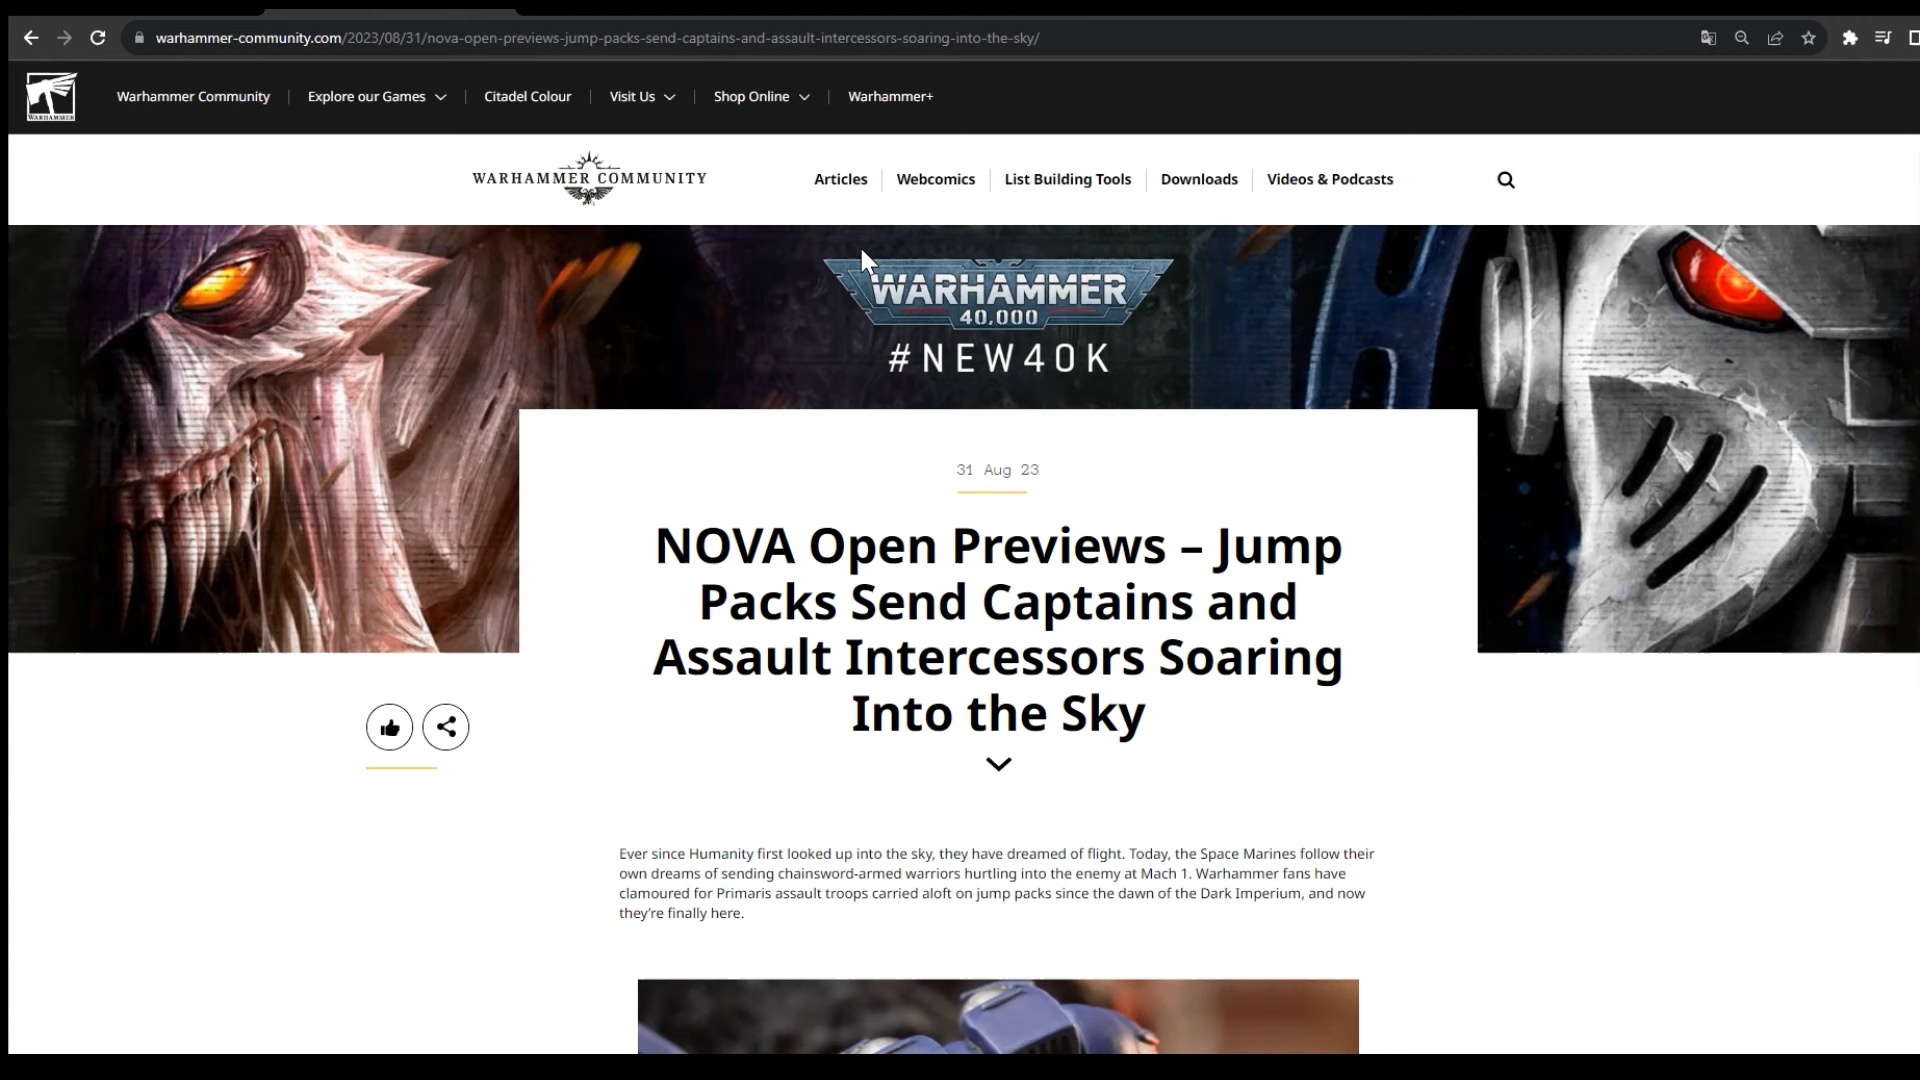 warhammer-community.com/2023/08/31/nova-open-previews-jump-packs-send-captains-and-assault-intercessors-soaring-into-the-sky/
WARHAMMER
Warhammer Community
Explore our Games
Citadel Colour
Visit Us
Shop Online
Warhammer+
WARHAMMER COMMUNITY
Articles
Webcomics
List Building Tools
Downloads
Videos & Podcasts
WARHAMMER
40,000
#NEW40K
31 Aug 23
NOVA Open Previews – Jump
Packs Send Captains and
Assault Intercessors Soaring
Into the Sky
Ever since Humanity first looked up into the sky, they have dreamed of flight. Today, the Space Marines follow their
own dreams of sending chainsword-armed warriors hurtling into the enemy at Mach 1. Warhammer fans have
clamoured for Primaris assault troops carried aloft on jump packs since the dawn of the Dark Imperium, and now
they're finally here.